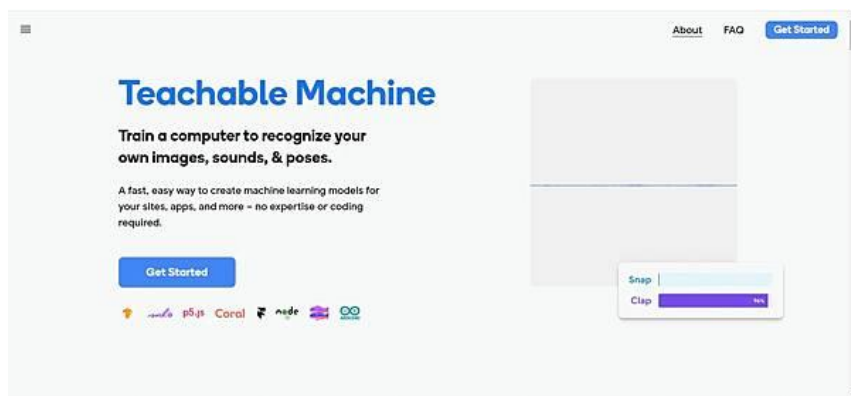 About FAQ Get Started
Teachable Machine
Train a computer to recognize your
own images, sounds, & poses.
A fast, easy way to create machine learning models for
your sites, apps, and more – no expertise or coding
required.
Get Started
p5.js Coral node
Snap
Clap